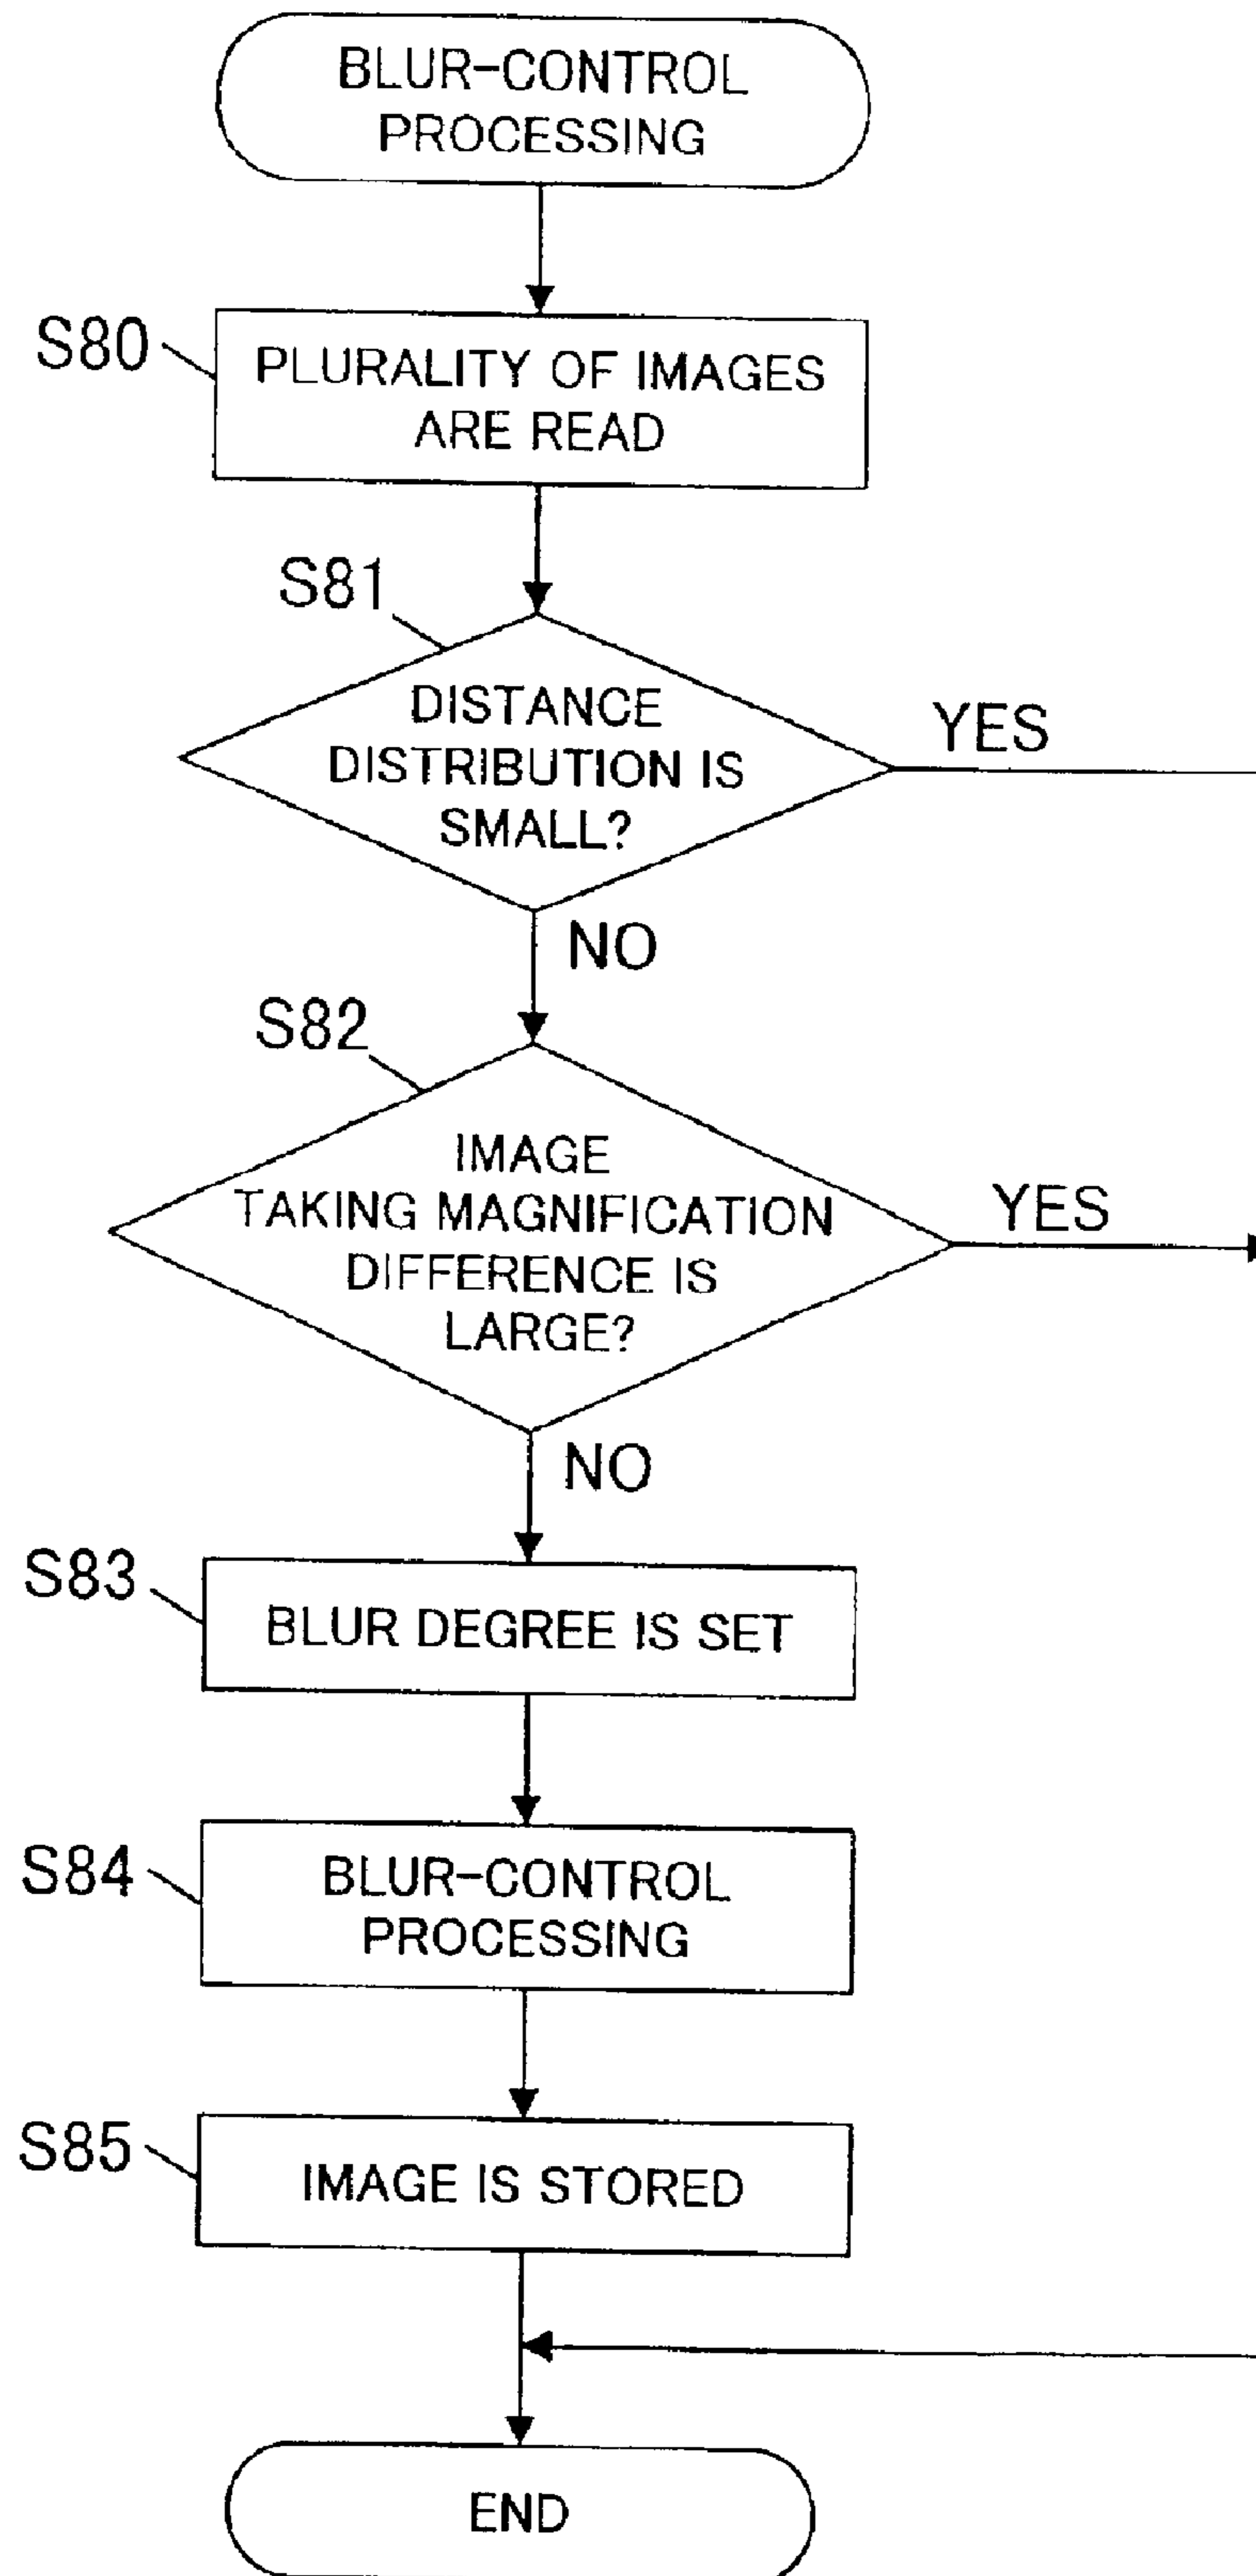 BLUR-CONTROL
PROCESSING
S80
PLURALITY OF IMAGES
ARE READ
S81
DISTANCE
DISTRIBUTION IS
SMALL?
YES
NO
S82
IMAGE
TAKING MAGNIFICATION
DIFFERENCE IS
LARGE?
YES
NO
S83
BLUR DEGREE IS SET
S84
BLUR-CONTROL
PROCESSING
S85
IMAGE IS STORED
END